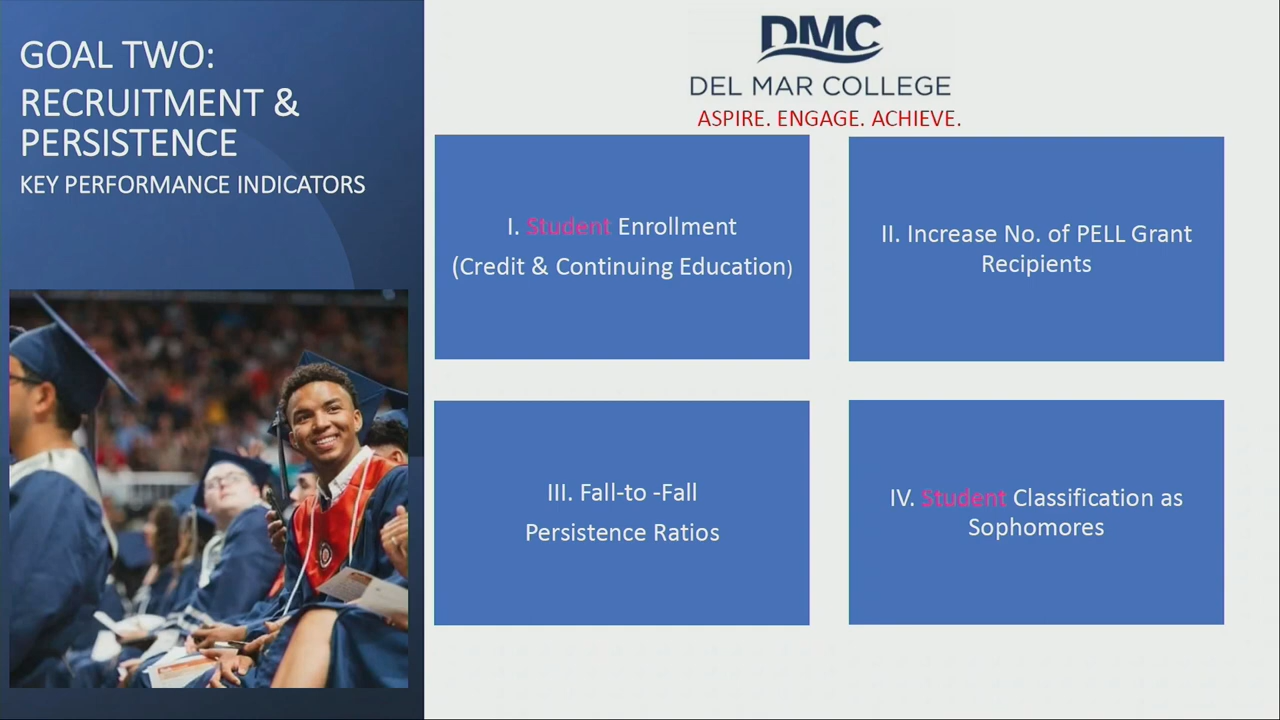 GOAL TWO:
RECRUITMENT &
PERSISTENCE
KEY PERFORMANCE INDICATORS
DMC
DEL MAR COLLEGE
ASPIRE. ENGAGE. ACHIEVE.
I. Student Enrollment
(Credit & Continuing Education)
II. Increase No. of PELL Grant
Recipients
III. Fall-to -Fall
Persistence Ratios
IV. Student Classification as
Sophomores